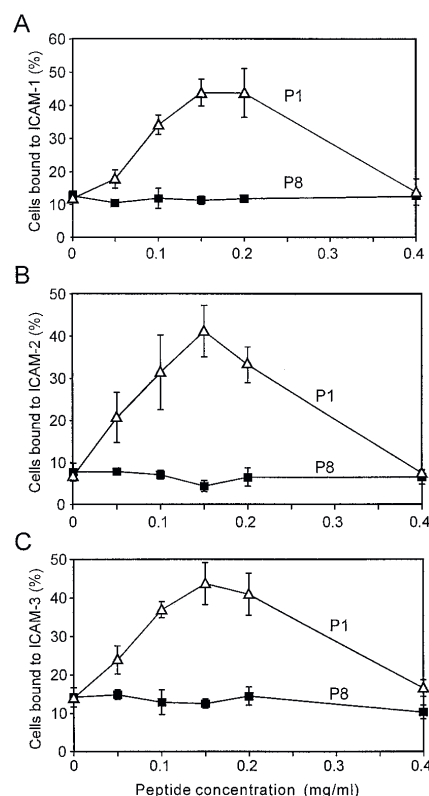 A
Cells bound to ICAM-1 (%)
60
50
40
30
20
10
0
P1
P8
0 0.1 0.2 0.3 0.4
B
Cells bound to ICAM-2 (%)
50
40
30
20
10
0
P1
P8
0 0.1 0.2 0.3 0.4
C
Cells bound to ICAM-3 (%)
50
40
30
20
10
0
P1
P8
0 0.1 0.2 0.3 0.4
Peptide concentration (mg/ml)